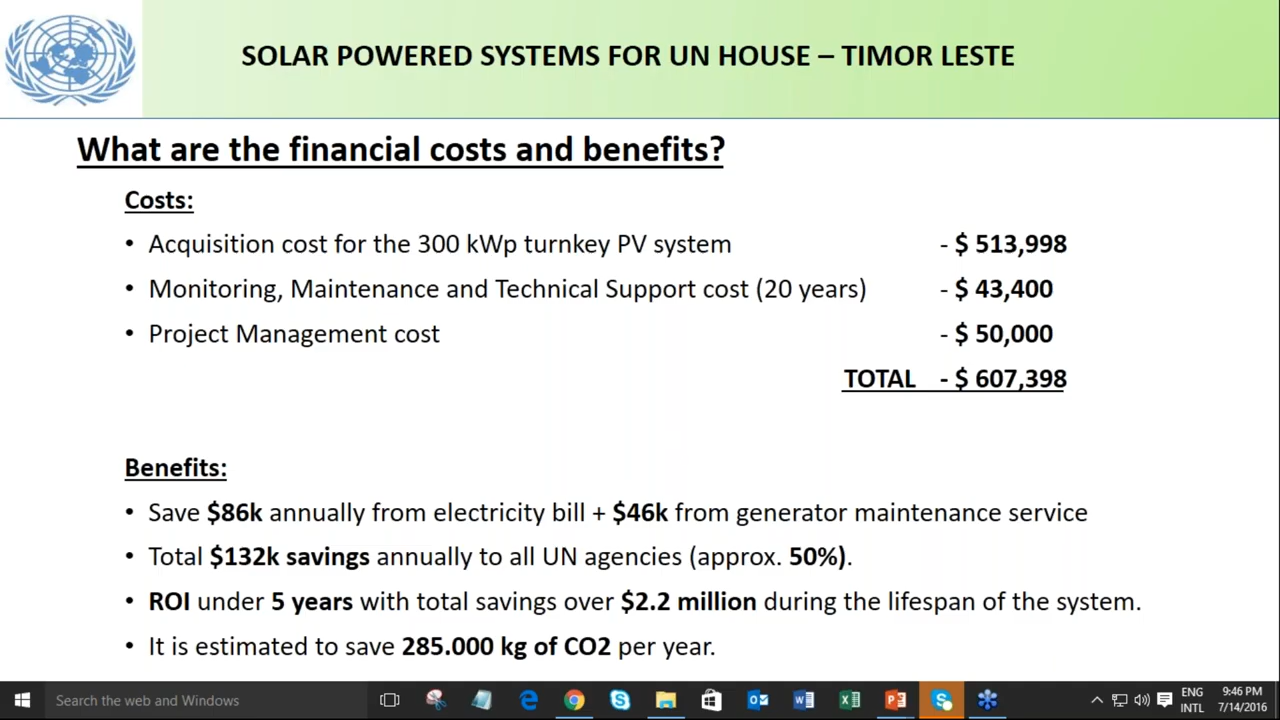 SOLAR POWERED SYSTEMS FOR UN HOUSE – TIMOR LESTE
What are the financial costs and benefits?
Costs:
• Acquisition cost for the 300 kWp turnkey PV system - $ 513,998
• Monitoring, Maintenance and Technical Support cost (20 years) - $ 43,400
• Project Management cost - $ 50,000
TOTAL - $ 607,398
Benefits:
• Save $86k annually from electricity bill + $46k from generator maintenance service
• Total $132k savings annually to all UN agencies (approx. 50%).
• ROI under 5 years with total savings over $2.2 million during the lifespan of the system.
• It is estimated to save 285.000 kg of CO2 per year.
Search the web and Windows
ENG
INTL
9:46 PM
7/14/2016